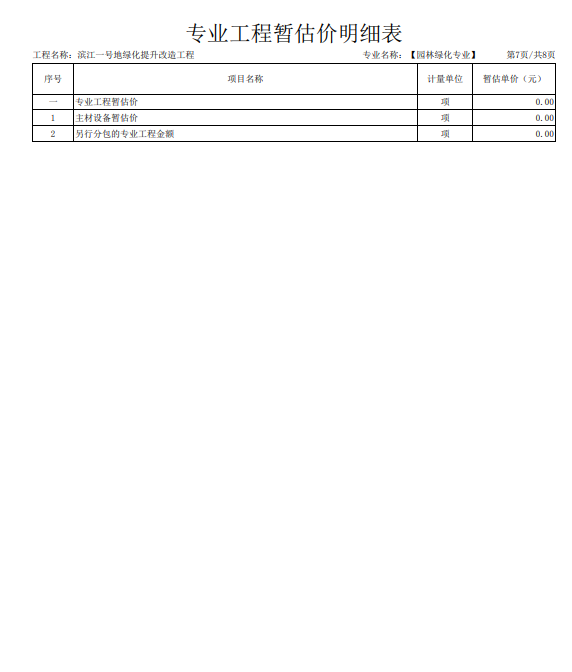 专业工程暂估价明细表
工程名称：滨江一号地绿化提升改造工程 专业名称：【园林绿化专业】 第7页/共8页
序号 项目名称 计量单位 暂估单价（元）
一 专业工程暂估价 项 0.00
1 主材设备暂估价 项 0.00
2 另行分包的专业工程金额 项 0.00